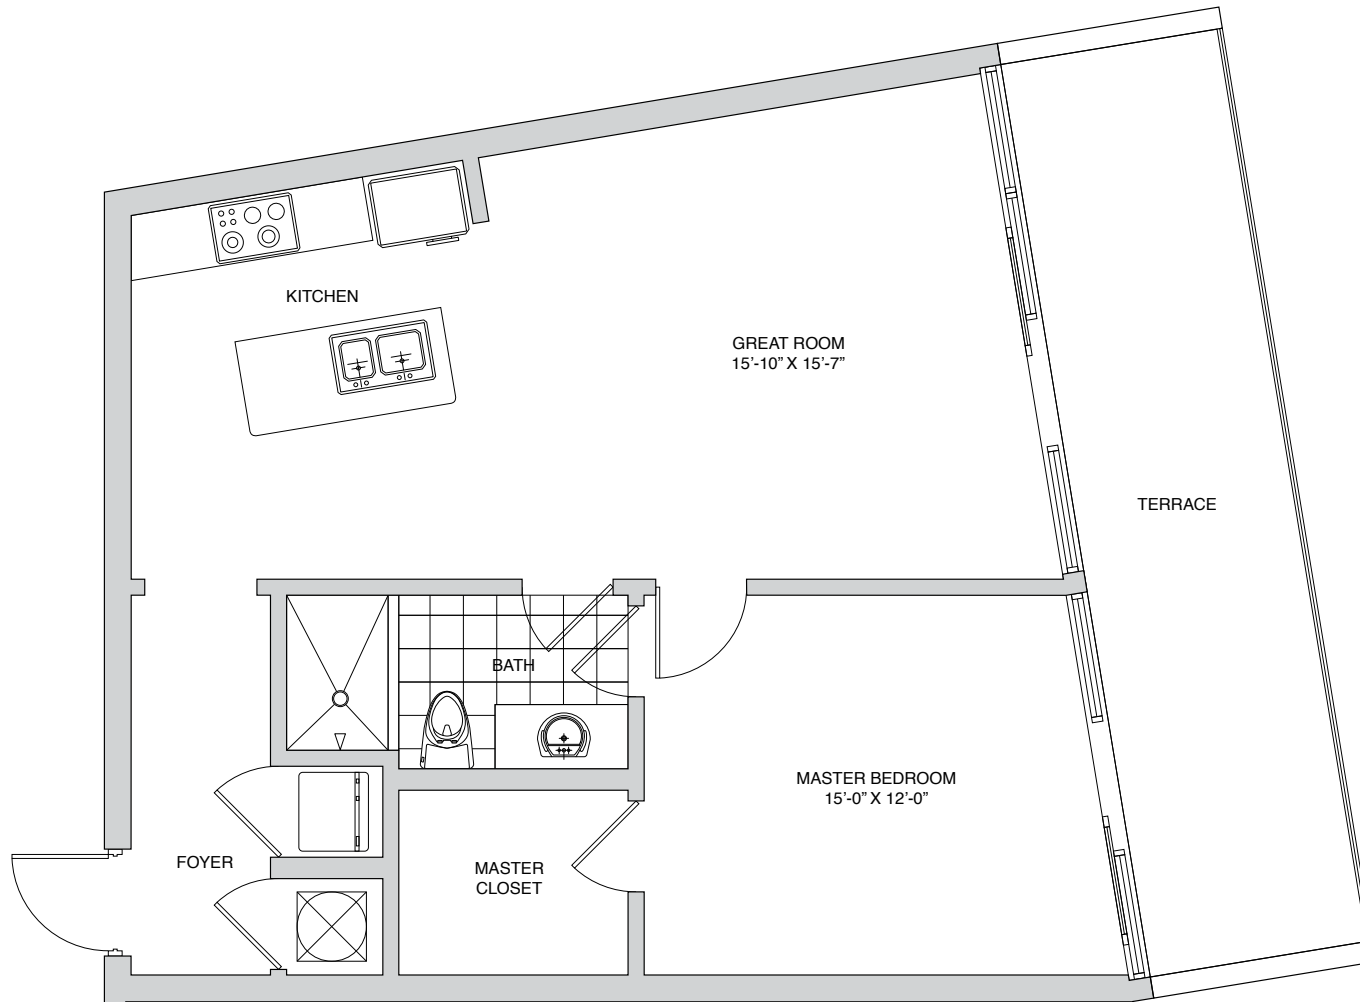 KITCHEN
GREAT ROOM
15’-10” X 15’-7”
TERRACE
BATH
MASTER BEDROOM
15’-0” X 12’-0”
FOYER
MASTER
CLOSET